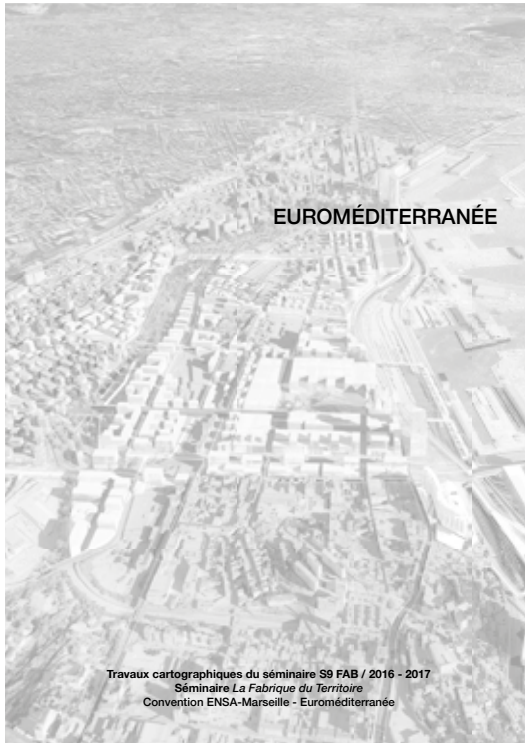 EUROMÉDITERRANÉE
Travaux cartographiques du séminaire S9 FAB / 2016 - 2017
Séminaire La Fabrique du Territoire
Convention ENSA-Marseille - Euroméditerranée